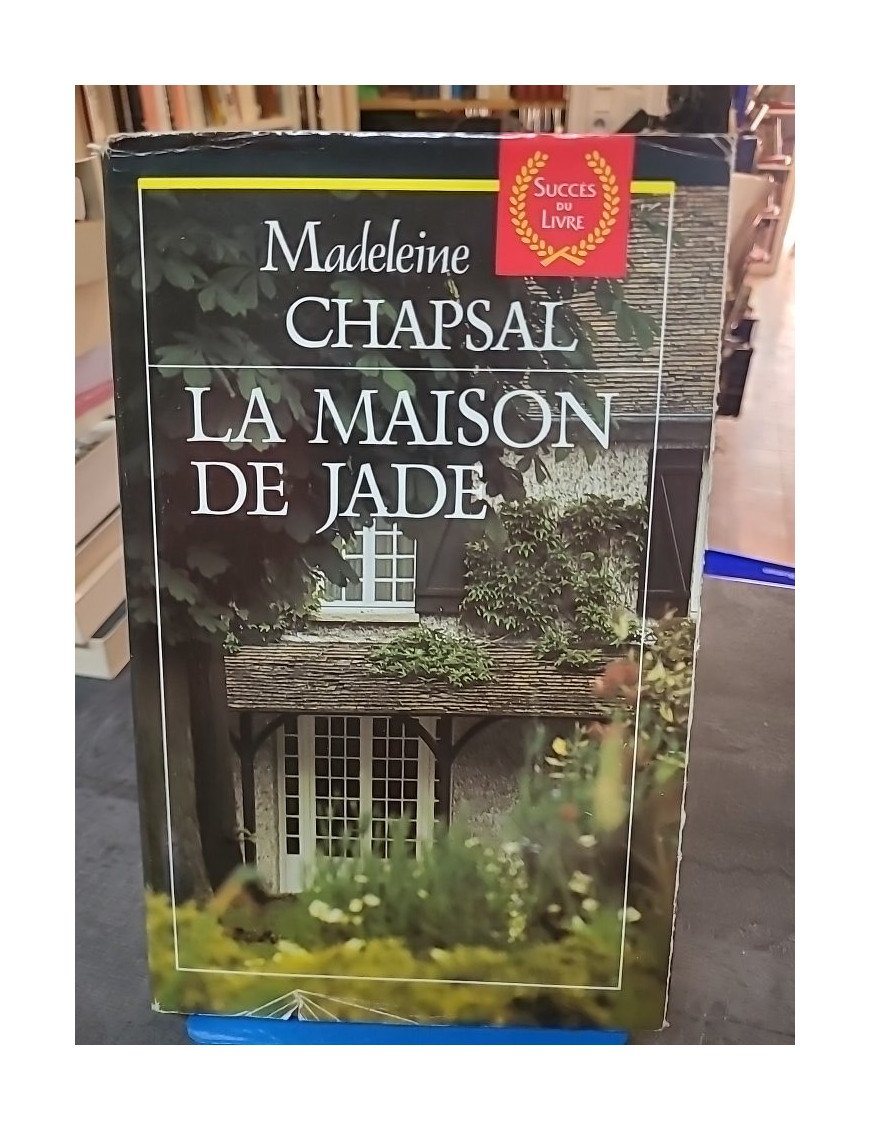 SUCCÈS
DU
LIVRE
Madeleine
CHAPSAL
LA MAISON
DE JADE